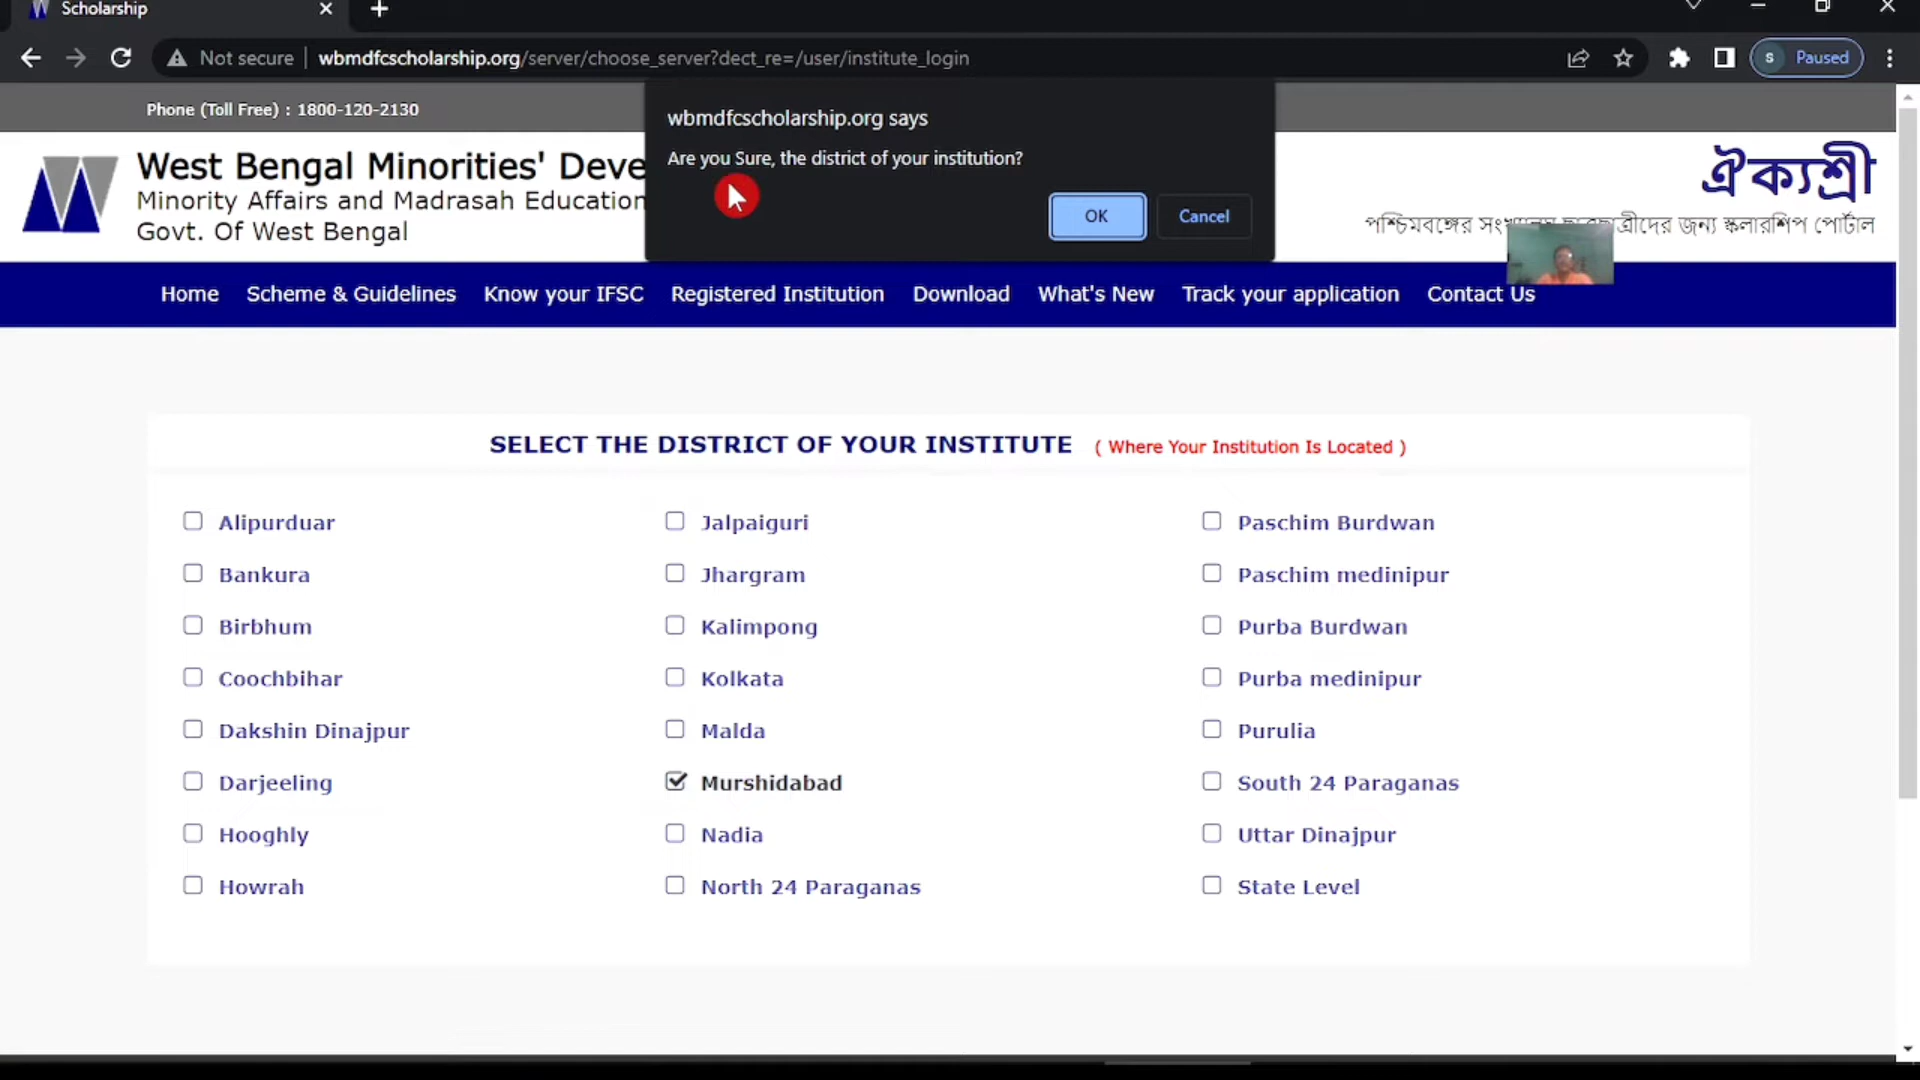 Scholarship
Not secure wbmdfcscholarship.org/server/choose_server?dect_re=/user/institute_login
S Paused
Phone (Toll Free) : 1800-120-2130
wbmdfcscholarship.org says
Are you Sure, the district of your institution?
OK Cancel
West Bengal Minorities' Deve
Minority Affairs and Madrasah Education
Govt. Of West Bengal
ঐক্যশ্রী
পশ্চিমবঙ্গের জন্য স্কলারশিপ পোর্টাল
Home Scheme & Guidelines Know your IFSC Registered Institution Download What's New Track your application Contact Us
SELECT THE DISTRICT OF YOUR INSTITUTE ( Where Your Institution Is Located )
Alipurduar Jalpaiguri Paschim Burdwan
Bankura Jhargram Paschim medinipur
Birbhum Kalimpong Purba Burdwan
Coochbihar Kolkata Purba medinipur
Dakshin Dinajpur Malda Purulia
Darjeeling Murshidabad South 24 Paraganas
Hooghly Nadia Uttar Dinajpur
Howrah North 24 Paraganas State Level